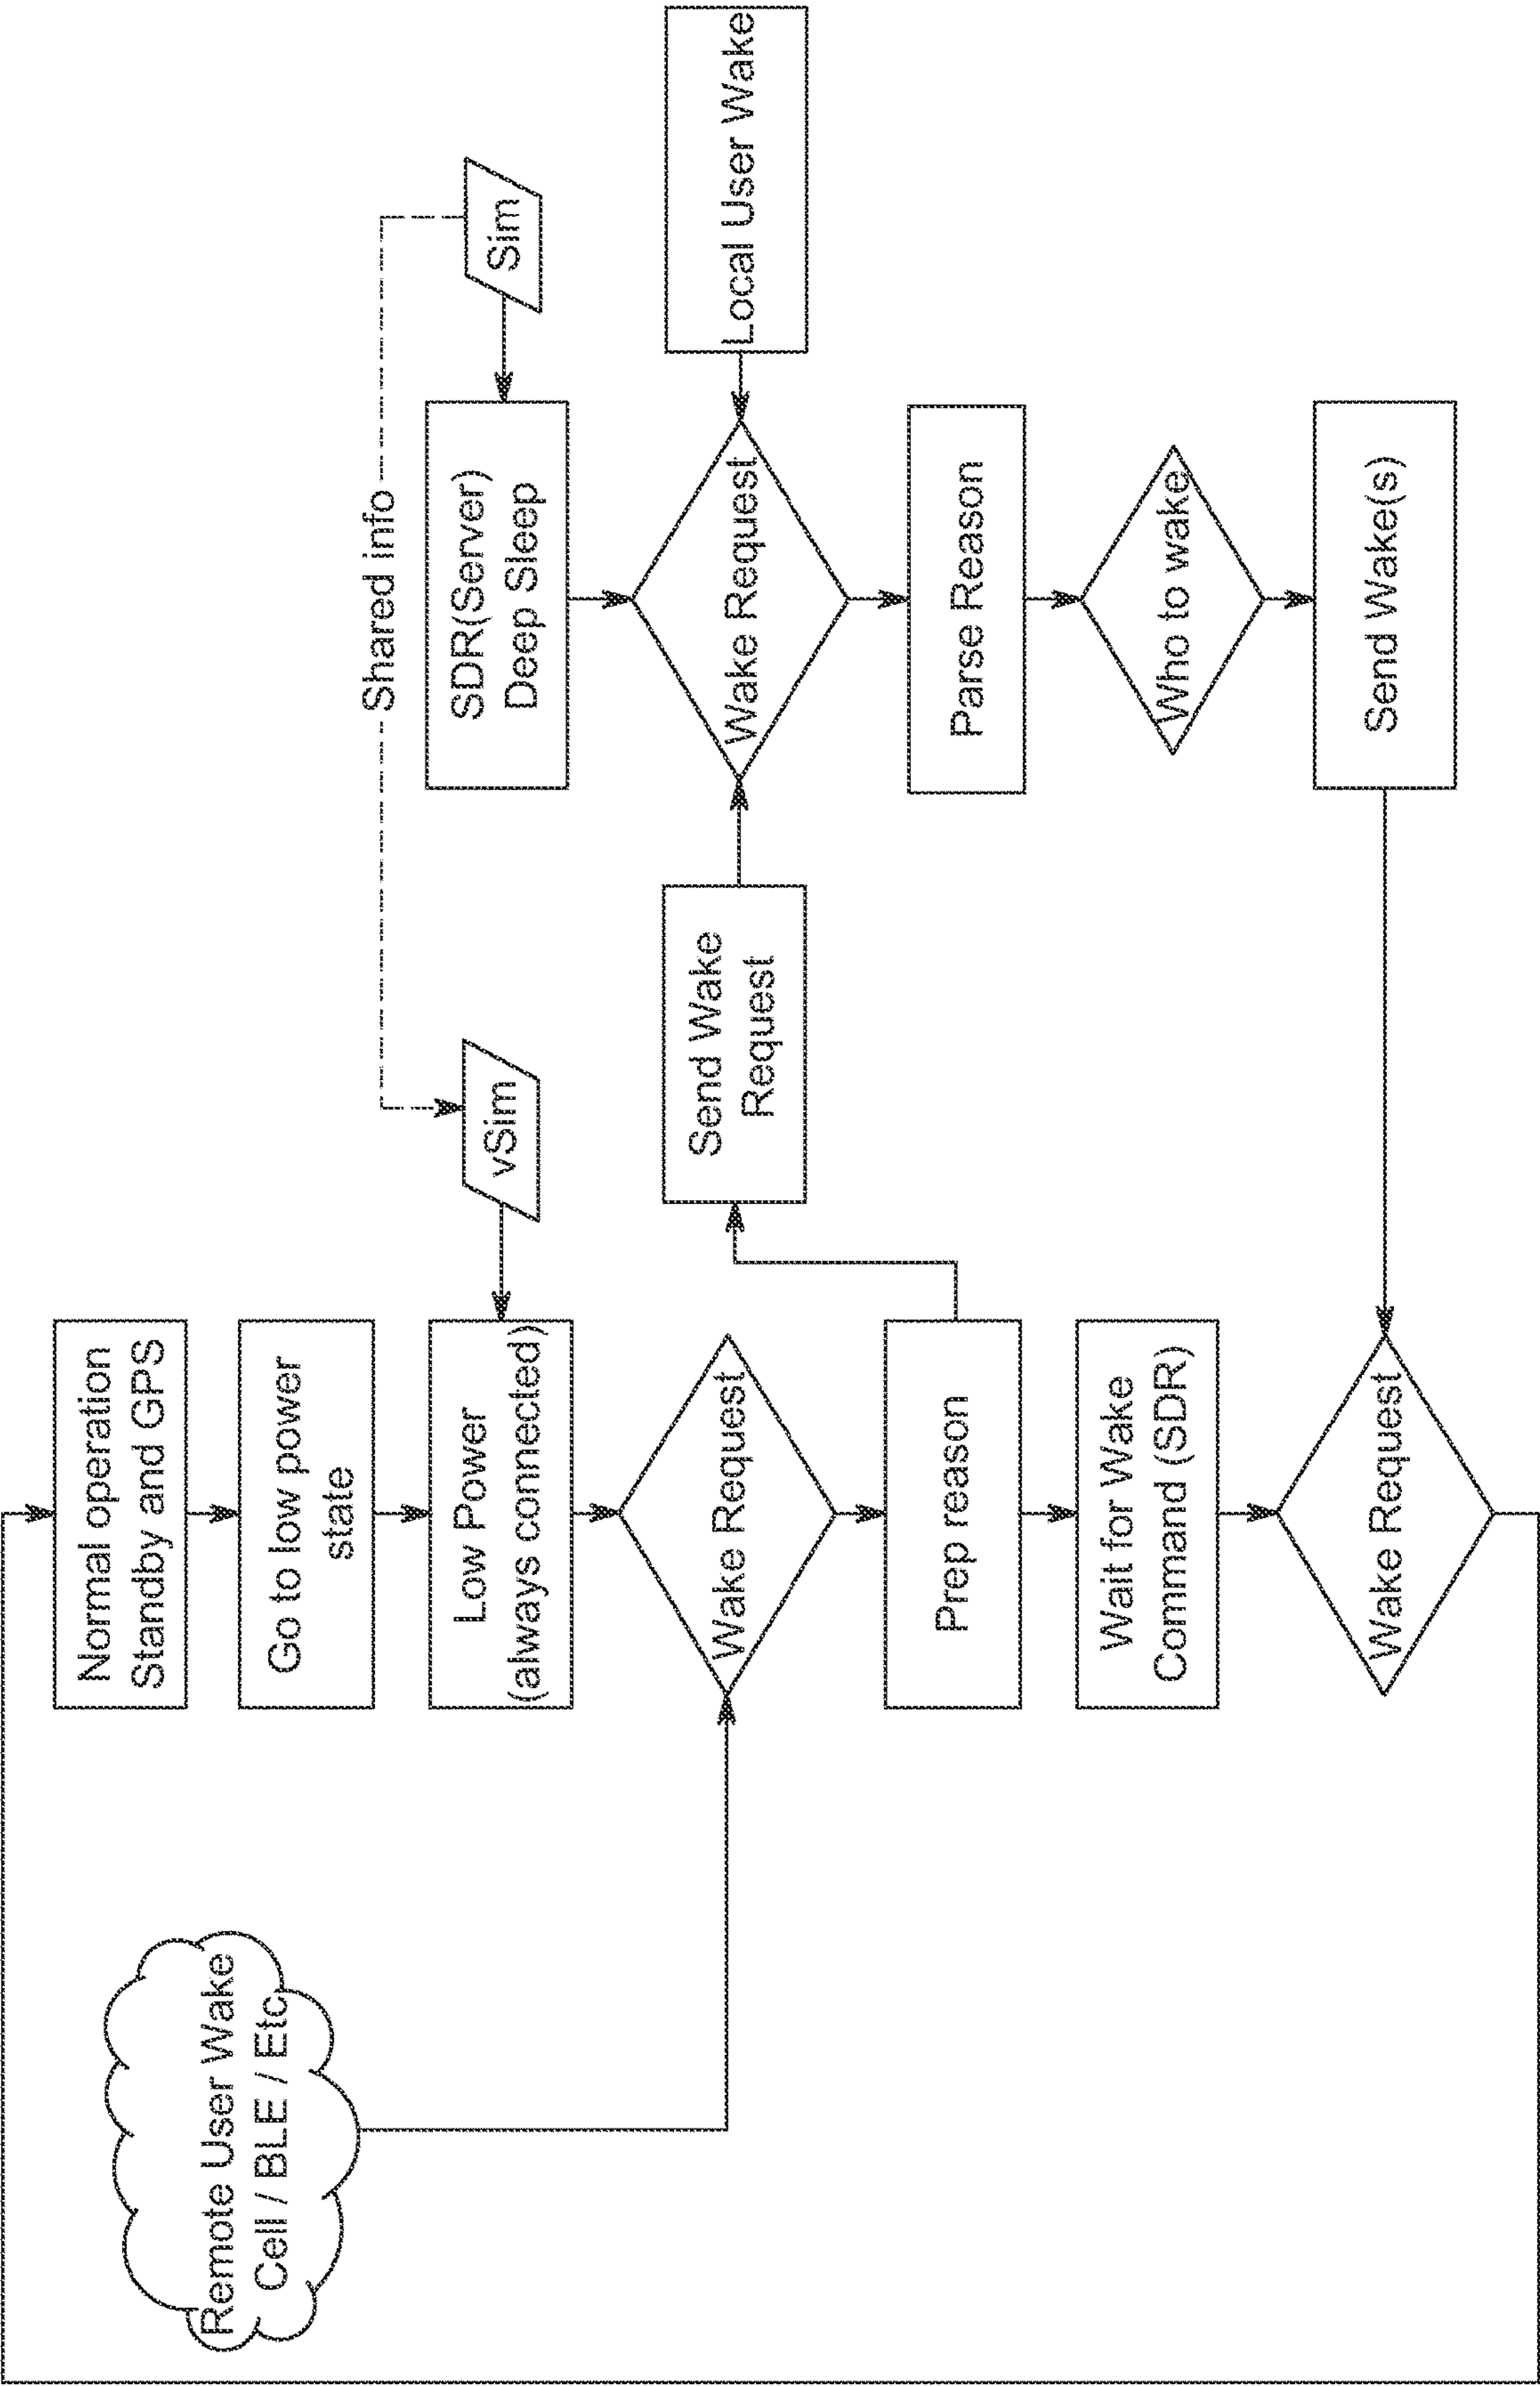 Normal operation
Standby and GPS
Go to low power
state
Low Power
(always connected)
Wake Request
Prep reason
Wait for Wake
Command (SDR)
Wake Request
Remote User Wake
Cell / BLE / Etc
vSim
Shared info
Sim
Send Wake
Request
SDR(Server)
Deep Sleep
Wake Request
Local User Wake
Parse Reason
Who to wake
Send Wake(s)